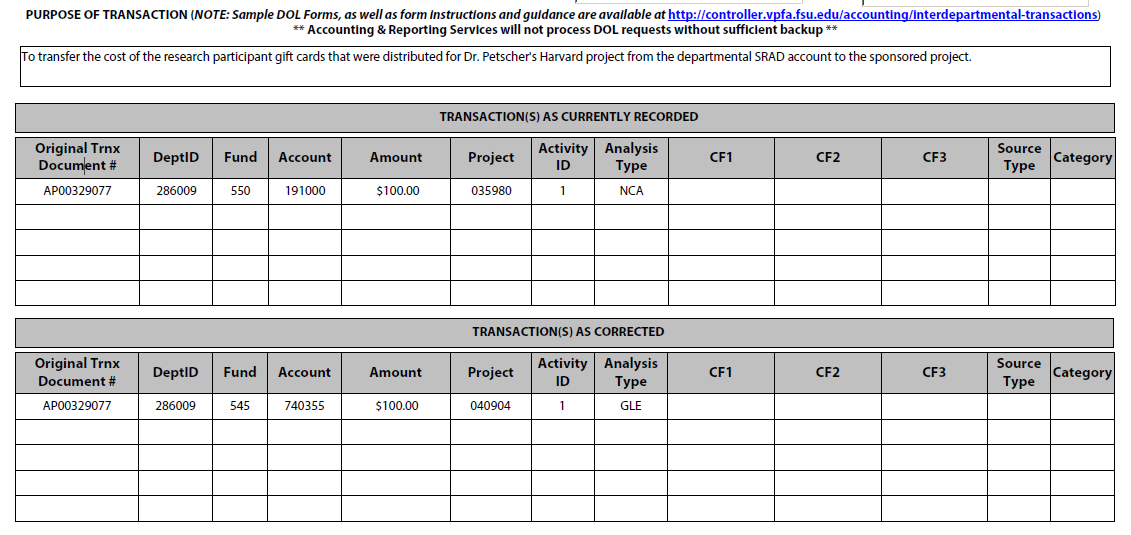 PURPOSE OF TRANSACTION (NOTE: Sample DOL Forms, as well as form instructions and guidance are available at http://controller.vpfa.fsu.edu/accounting/interdepartmental-transactions)
** Accounting & Reporting Services will not process DOL requests without sufficient backup **
To transfer the cost of the research participant gift cards that were distributed for Dr. Petscher's Harvard project from the departmental SRAD account to the sponsored project.
TRANSACTION(S) AS CURRENTLY RECORDED
Original Trnx Document # DeptID Fund Account Amount Project Activity ID Analysis Type CF1 CF2 CF3 Source Type Category
AP00329077 286009 550 191000 $100.00 035980 1 NCA
TRANSACTION(S) AS CORRECTED
Original Trnx Document # DeptID Fund Account Amount Project Activity ID Analysis Type CF1 CF2 CF3 Source Type Category
AP00329077 286009 545 740355 $100.00 040904 1 GLE